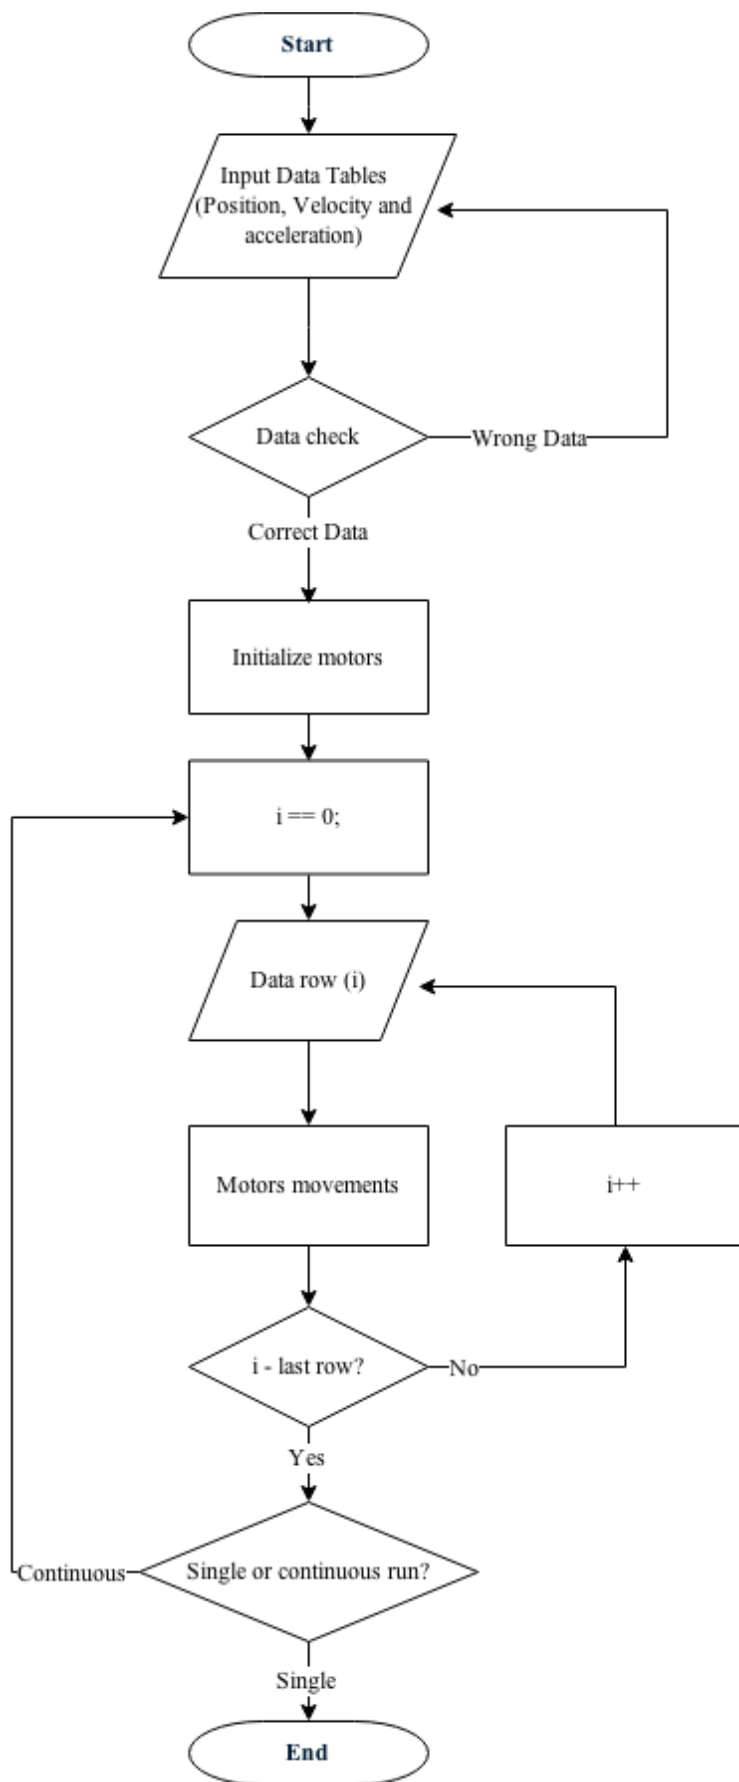 Start
Input Data Tables
(Position, Velocity and
acceleration)
Data check
Wrong Data
Correct Data
Initialize motors
i == 0;
Data row (i)
Motors movements
i++
i - last row?
No
Yes
Single or continuous run?
Continuous
Single
End